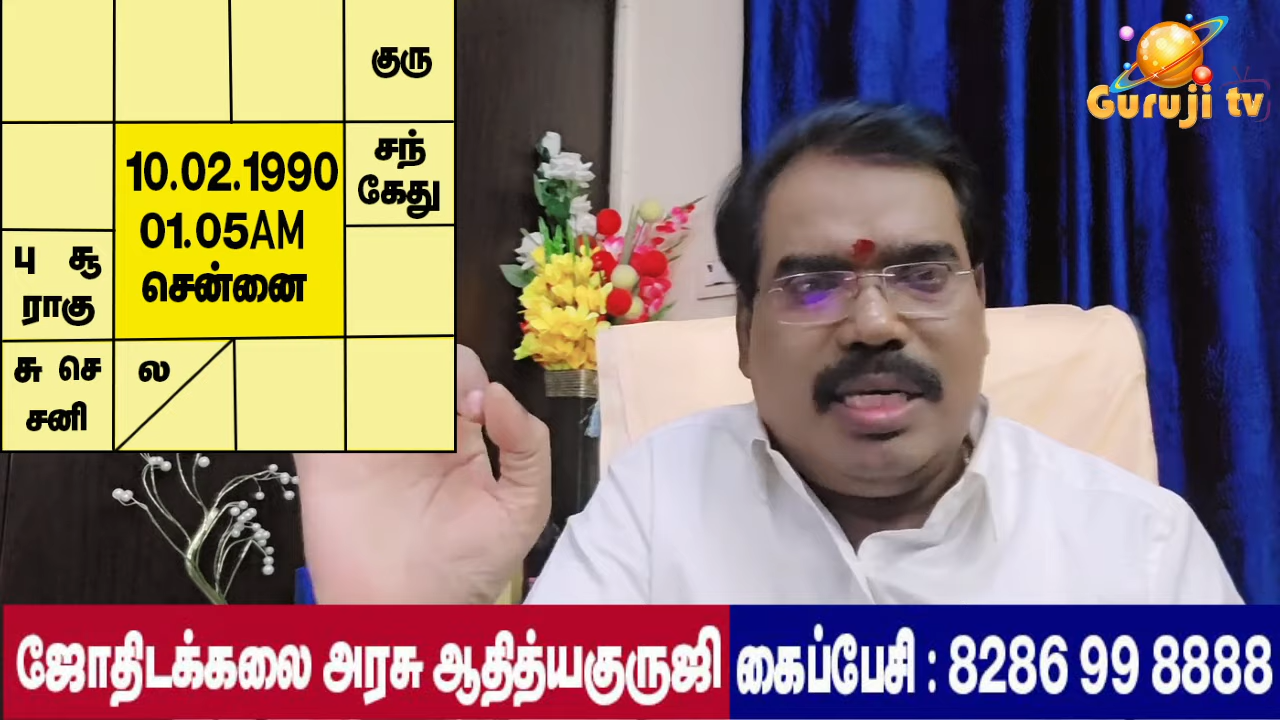 குரு
சந்
கேது
10.02.1990
01.05AM
சென்னை
பு சூ
ராகு
சு செ
சனி
ல
Guruji tv
ஜோதிடக்கலை அரசு ஆதித்யகுருஜி
கைப்பேசி : 8286 99 8888